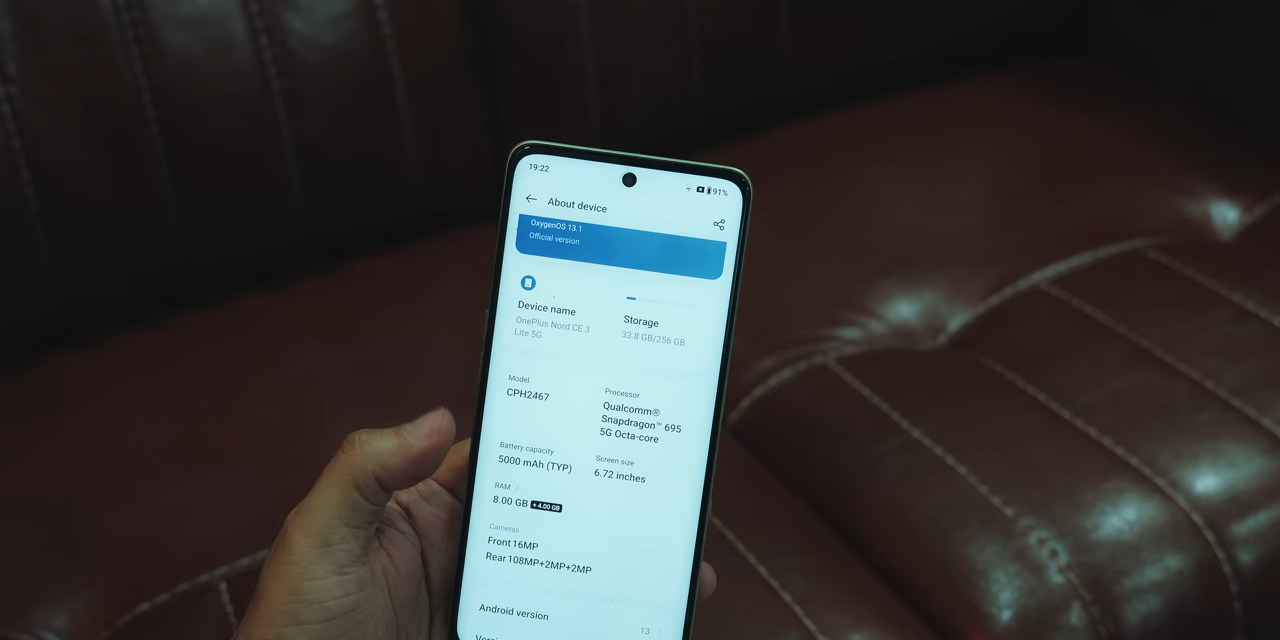 19:22
91%
About device
OxygenOS 13.1
Official version
Device name
OnePlus Nord CE 3
Lite 5G
Storage
33.8 GB/256 GB
Model
CPH2467
Processor
Qualcomm®
Snapdragon™ 695
5G Octa-core
Battery capacity
5000 mAh (TYP)
Screen size
6.72 inches
RAM
8.00 GB + 4.00 GB
Cameras
Front 16MP
Rear 108MP+2MP+2MP
Android version
13